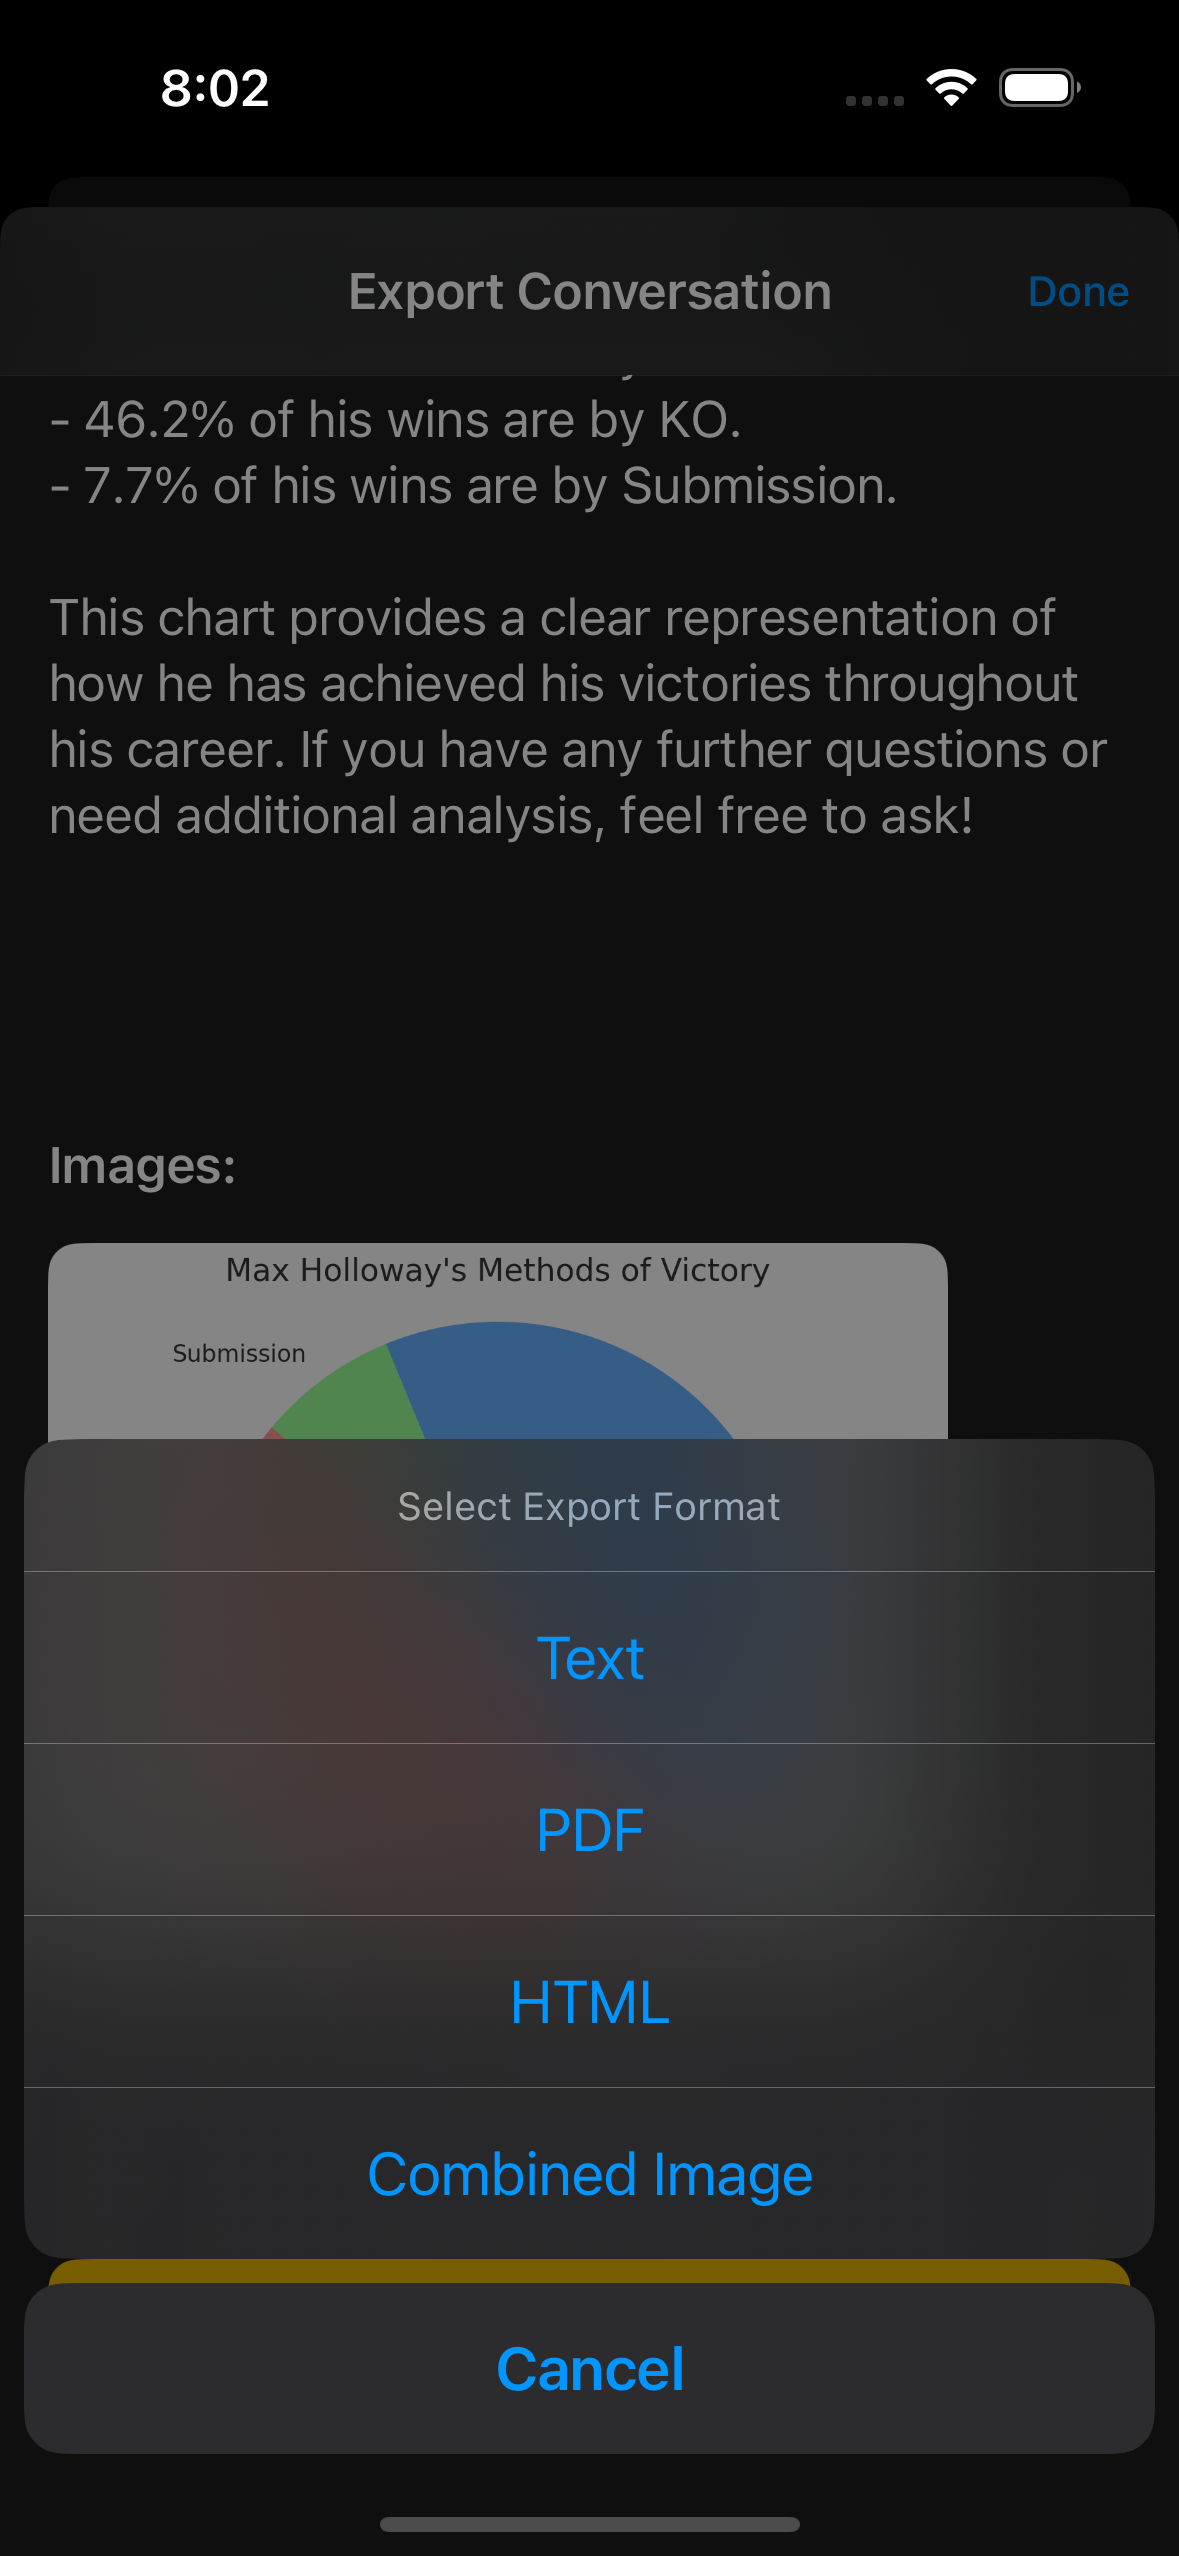 8:02
Export Conversation
Done
- 46.2% of his wins are by KO.
- 7.7% of his wins are by Submission.
This chart provides a clear representation of
how he has achieved his victories throughout
his career. If you have any further questions or
need additional analysis, feel free to ask!
Images:
Max Holloway's Methods of Victory
Submission
Select Export Format
Text
PDF
HTML
Combined Image
Cancel